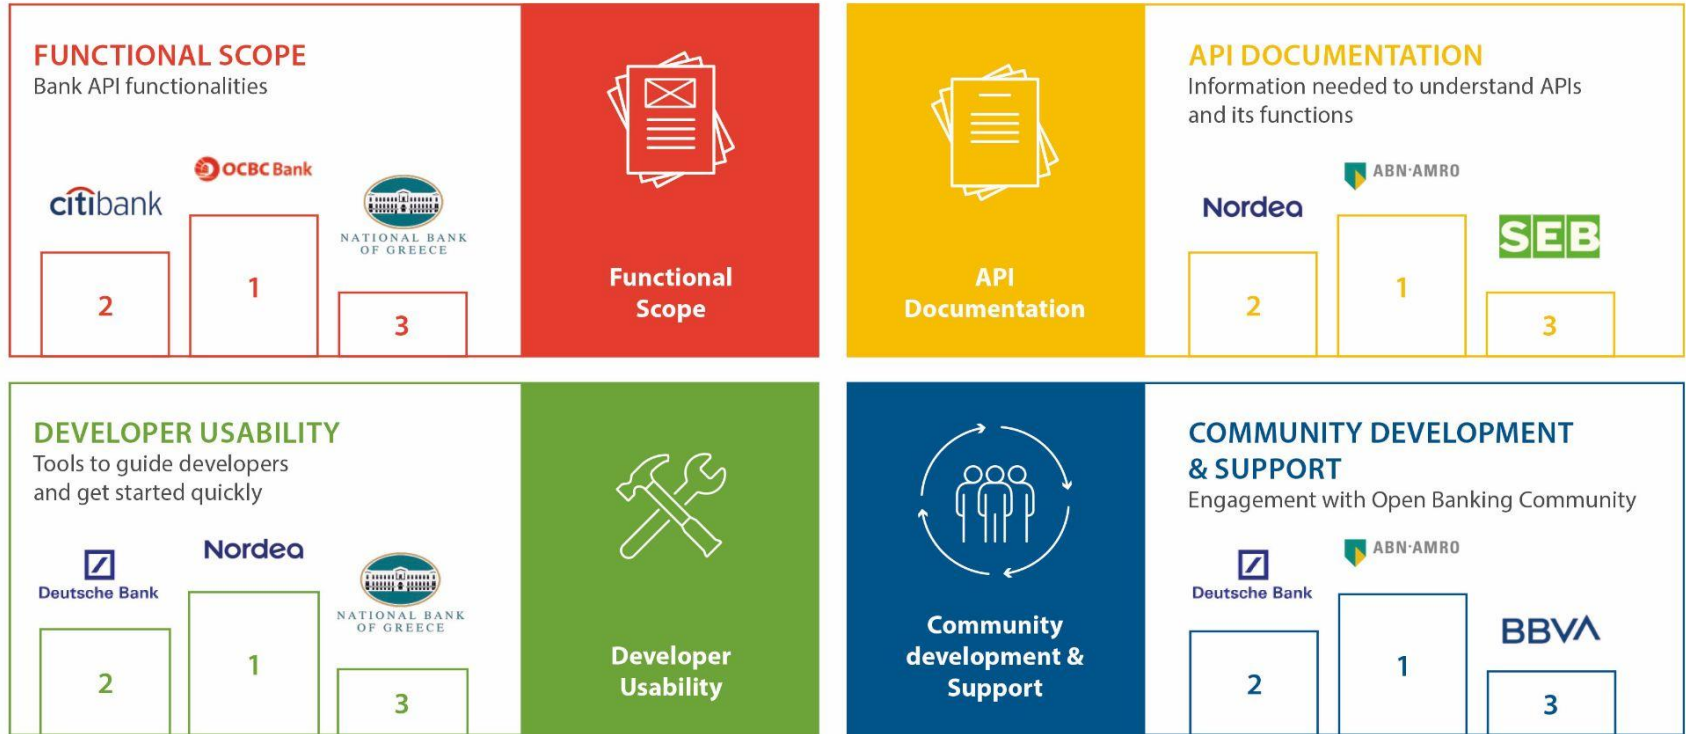 FUNCTIONAL SCOPE
Bank API functionalities
citibank
OCBC Bank
NATIONAL BANK
OF GREECE
2
1
3
Functional
Scope
API
Documentation
API DOCUMENTATION
Information needed to understand APIs
and its functions
Nordea
ABN·AMRO
SEB
2
1
3
DEVELOPER USABILITY
Tools to guide developers
and get started quickly
Deutsche Bank
Nordea
NATIONAL BANK
OF GREECE
2
1
3
Developer
Usability
Community
development &
Support
COMMUNITY DEVELOPMENT
& SUPPORT
Engagement with Open Banking Community
Deutsche Bank
ABN·AMRO
BBVA
2
1
3